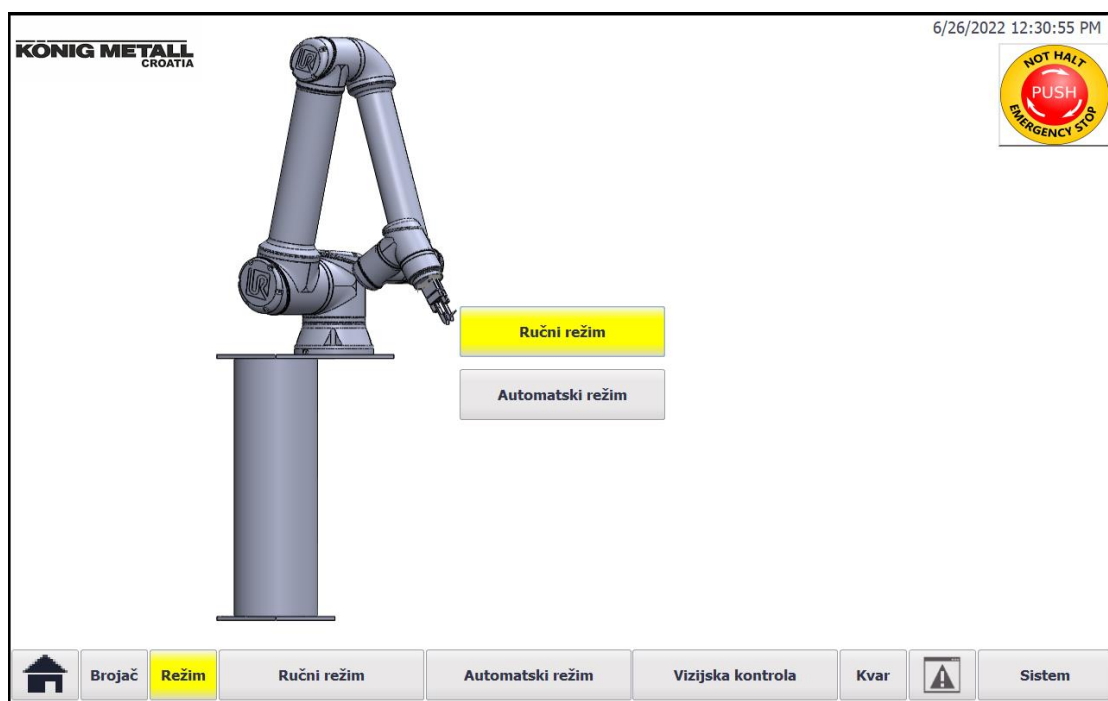 KÖNIG METALL
CROATIA
6/26/2022 12:30:55 PM
NOT HALT
PUSH
EMERGENCY STOP
UR
Ručni režim
Automatski režim
Brojač
Režim
Ručni režim
Automatski režim
Vizijska kontrola
Kvar
Sistem